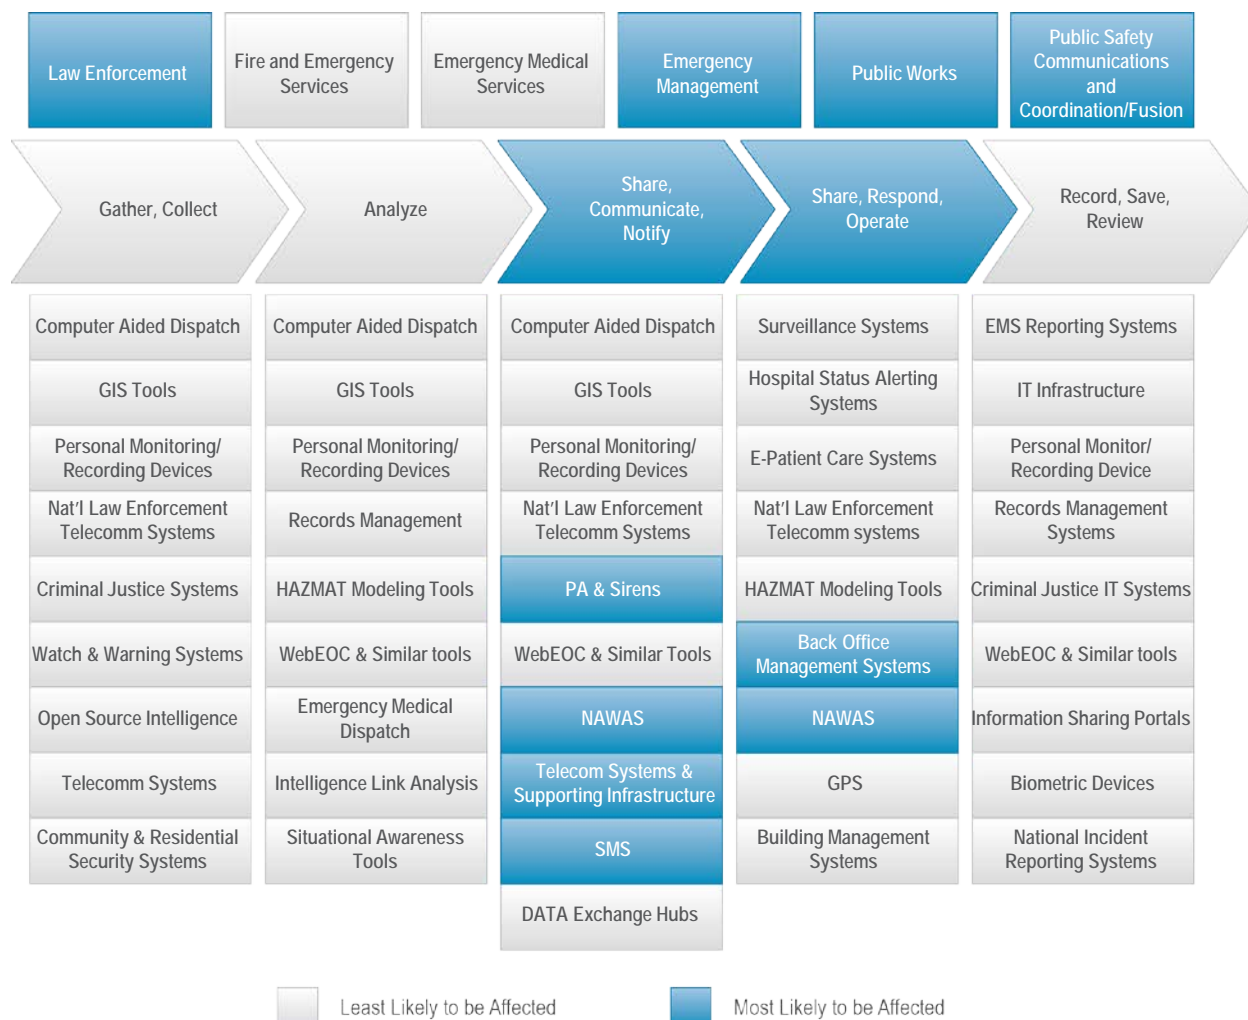 Law Enforcement
Fire and Emergency
Services
Emergency Medical
Services
Emergency
Management
Public Works
Public Safety
Communications
and
Coordination/Fusion
Gather, Collect
Analyze
Share,
Communicate,
Notify
Share, Respond,
Operate
Record, Save,
Review
Computer Aided Dispatch
GIS Tools
Personal Monitoring/
Recording Devices
Nat'l Law Enforcement
Telecomm Systems
Criminal Justice Systems
Watch & Warning Systems
Open Source Intelligence
Telecomm Systems
Community & Residential
Security Systems
Computer Aided Dispatch
GIS Tools
Personal Monitoring/
Recording Devices
Records Management
HAZMAT Modeling Tools
WebEOC & Similar tools
Emergency Medical
Dispatch
Intelligence Link Analysis
Situational Awareness
Tools
Computer Aided Dispatch
GIS Tools
Personal Monitoring/
Recording Devices
Nat'l Law Enforcement
Telecomm Systems
PA & Sirens
WebEOC & Similar Tools
NAWAS
Telecom Systems &
Supporting Infrastructure
SMS
DATA Exchange Hubs
Surveillance Systems
Hospital Status Alerting
Systems
E-Patient Care Systems
Nat'l Law Enforcement
Telecomm systems
HAZMAT Modeling Tools
Back Office
Management Systems
NAWAS
GPS
Building Management
Systems
EMS Reporting Systems
IT Infrastructure
Personal Monitor/
Recording Device
Records Management
Systems
Criminal Justice IT Systems
WebEOC & Similar tools
Information Sharing Portals
Biometric Devices
National Incident
Reporting Systems
Least Likely to be Affected
Most Likely to be Affected